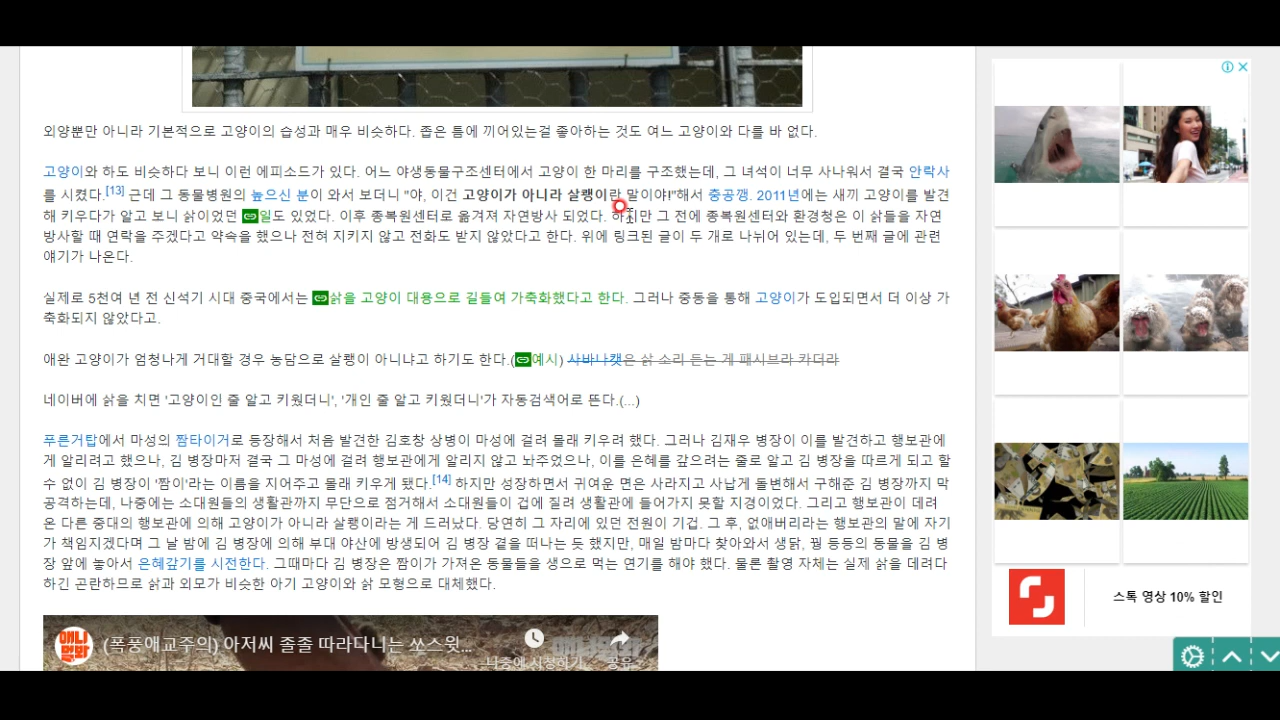 외양뿐만 아니라 기본적으로 고양이의 습성과 매우 비슷하다. 좁은 틈에 끼어있는걸 좋아하는 것도 여느 고양이와 다를 바 없다.
고양이와 하도 비슷하다 보니 이런 에피소드가 있다. 어느 야생동물구조센터에서 고양이 한 마리를 구조했는데, 그 녀석이 너무 사나워서 결국 안락사
를 시켰다.[13] 근데 그 동물병원의 높으신 분이 와서 보더니 "야, 이건 고양이가 아니라 살쾡이란 말이야!"해서 충공깽. 2011년에는 새끼 고양이를 발견
해 키우다가 알고 보니 삵이었던 일도 있었다. 이후 종복원센터로 옮겨져 자연방사 되었다. 하지만 그 전에 종복원센터와 환경청은 이 삵들을 자연
방사할 때 연락을 주겠다고 약속을 했으나 전혀 지키지 않고 전화도 받지 않았다고 한다. 위에 링크된 글이 두 개로 나뉘어 있는데, 두 번째 글에 관련
얘기가 나온다.
실제로 5천여 년 전 신석기 시대 중국에서는 삵을 고양이 대용으로 길들여 가축화했다고 한다. 그러나 중동을 통해 고양이가 도입되면서 더 이상 가
축화되지 않았다고.
애완 고양이가 엄청나게 거대할 경우 농담으로 살쾡이 아니냐고 하기도 한다.(예시) 사바나캣은 삵 소리 듣는 게 패시브라 카더라
네이버에 삵을 치면 '고양이인 줄 알고 키웠더니', '개인 줄 알고 키웠더니'가 자동검색어로 뜬다.(...)
푸른거탑에서 마성의 짬타이거로 등장해서 처음 발견한 김호창 상병이 마성에 걸려 몰래 키우려 했다. 그러나 김재우 병장이 이를 발견하고 행보관에
게 알리려고 했으나, 김 병장마저 결국 그 마성에 걸려 행보관에게 알리지 않고 놔주었으나, 이를 은혜를 갚으려는 줄로 알고 김 병장을 따르게 되고 할
수 없이 김 병장이 '짬이'라는 이름을 지어주고 몰래 키우게 됐다.[14] 하지만 성장하면서 귀여운 면은 사라지고 사납게 돌변해서 구해준 김 병장까지 막
공격하는데, 나중에는 소대원들의 생활관까지 무단으로 점거해서 소대원들이 겁에 질려 생활관에 들어가지 못할 지경이었다. 그리고 행보관이 데려
온 다른 중대의 행보관에 의해 고양이가 아니라 살쾡이라는 게 드러났다. 당연히 그 자리에 있던 전원이 기겁. 그 후, 없애버리라는 행보관의 말에 자기
가 책임지겠다며 그 날 밤에 김 병장에 의해 부대 야산에 방생되어 김 병장 곁을 떠나는 듯 했지만, 매일 밤마다 찾아와서 생닭, 꿩 등등의 동물을 김 병
장 앞에 놓아서 은혜갚기를 시전한다. 그때마다 김 병장은 짬이가 가져온 동물들을 생으로 먹는 연기를 해야 했다. 물론 촬영 자체는 실제 삵을 데려다
하긴 곤란하므로 삵과 외모가 비슷한 아기 고양이와 삵 모형으로 대체했다.
애니멀봐
(폭풍애교주의) 아저씨 졸졸 따라다니는 쏘스윗...
나중에 시청하기 공유
스톡 영상 10% 할인